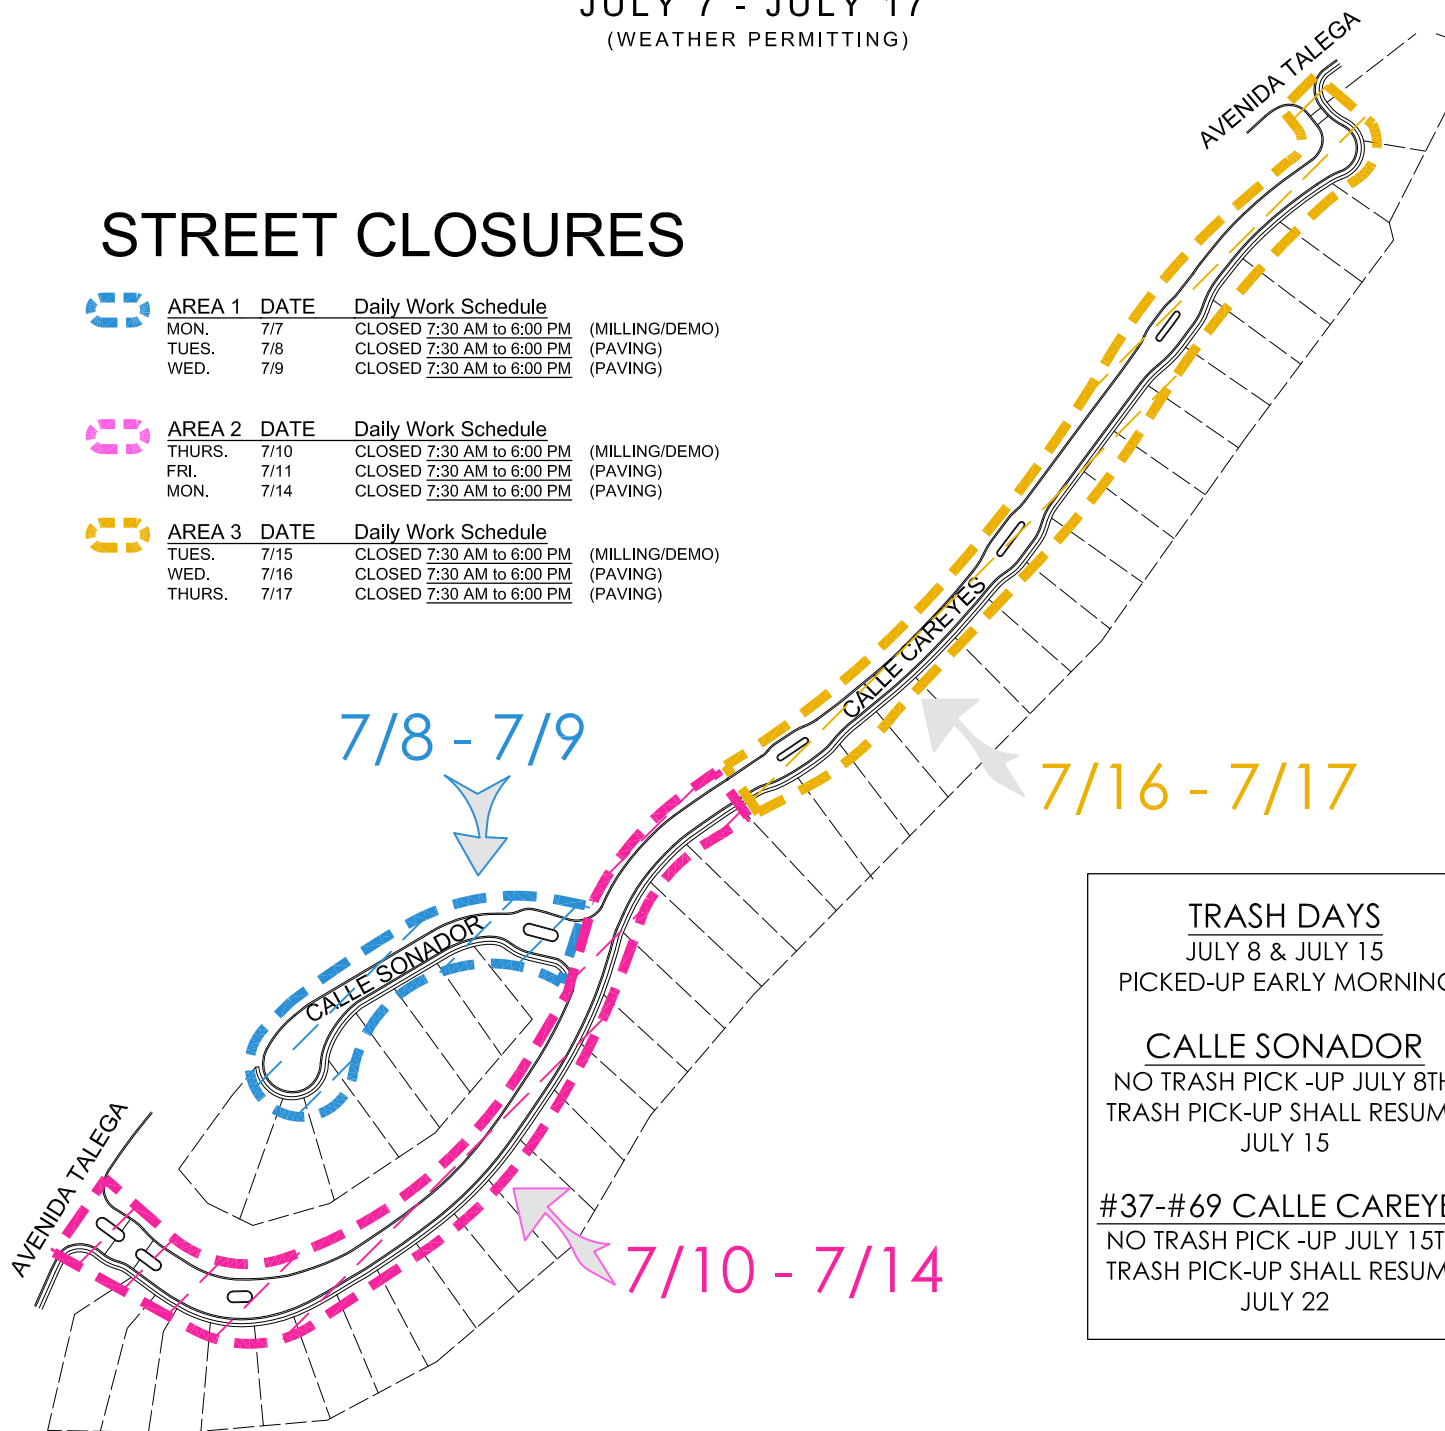 JULY 7 - JULY 17
(WEATHER PERMITTING)
AVENIDA TALEGA
STREET CLOSURES
AREA 1 DATE Daily Work Schedule
MON. 7/7 CLOSED 7:30 AM to 6:00 PM (MILLING/DEMO)
TUES. 7/8 CLOSED 7:30 AM to 6:00 PM (PAVING)
WED. 7/9 CLOSED 7:30 AM to 6:00 PM (PAVING)
AREA 2 DATE Daily Work Schedule
THURS. 7/10 CLOSED 7:30 AM to 6:00 PM (MILLING/DEMO)
FRI. 7/11 CLOSED 7:30 AM to 6:00 PM (PAVING)
MON. 7/14 CLOSED 7:30 AM to 6:00 PM (PAVING)
AREA 3 DATE Daily Work Schedule
TUES. 7/15 CLOSED 7:30 AM to 6:00 PM (MILLING/DEMO)
WED. 7/16 CLOSED 7:30 AM to 6:00 PM (PAVING)
THURS. 7/17 CLOSED 7:30 AM to 6:00 PM (PAVING)
CALLE CAREYES
7/8 - 7/9
7/16 - 7/17
CALLE SONADOR
AVENIDA TALEGA
7/10 - 7/14
TRASH DAYS
JULY 8 & JULY 15
PICKED-UP EARLY MORNING
CALLE SONADOR
NO TRASH PICK -UP JULY 8TH
TRASH PICK-UP SHALL RESUM
JULY 15
#37-#69 CALLE CAREYE
NO TRASH PICK -UP JULY 15T
TRASH PICK-UP SHALL RESUM
JULY 22